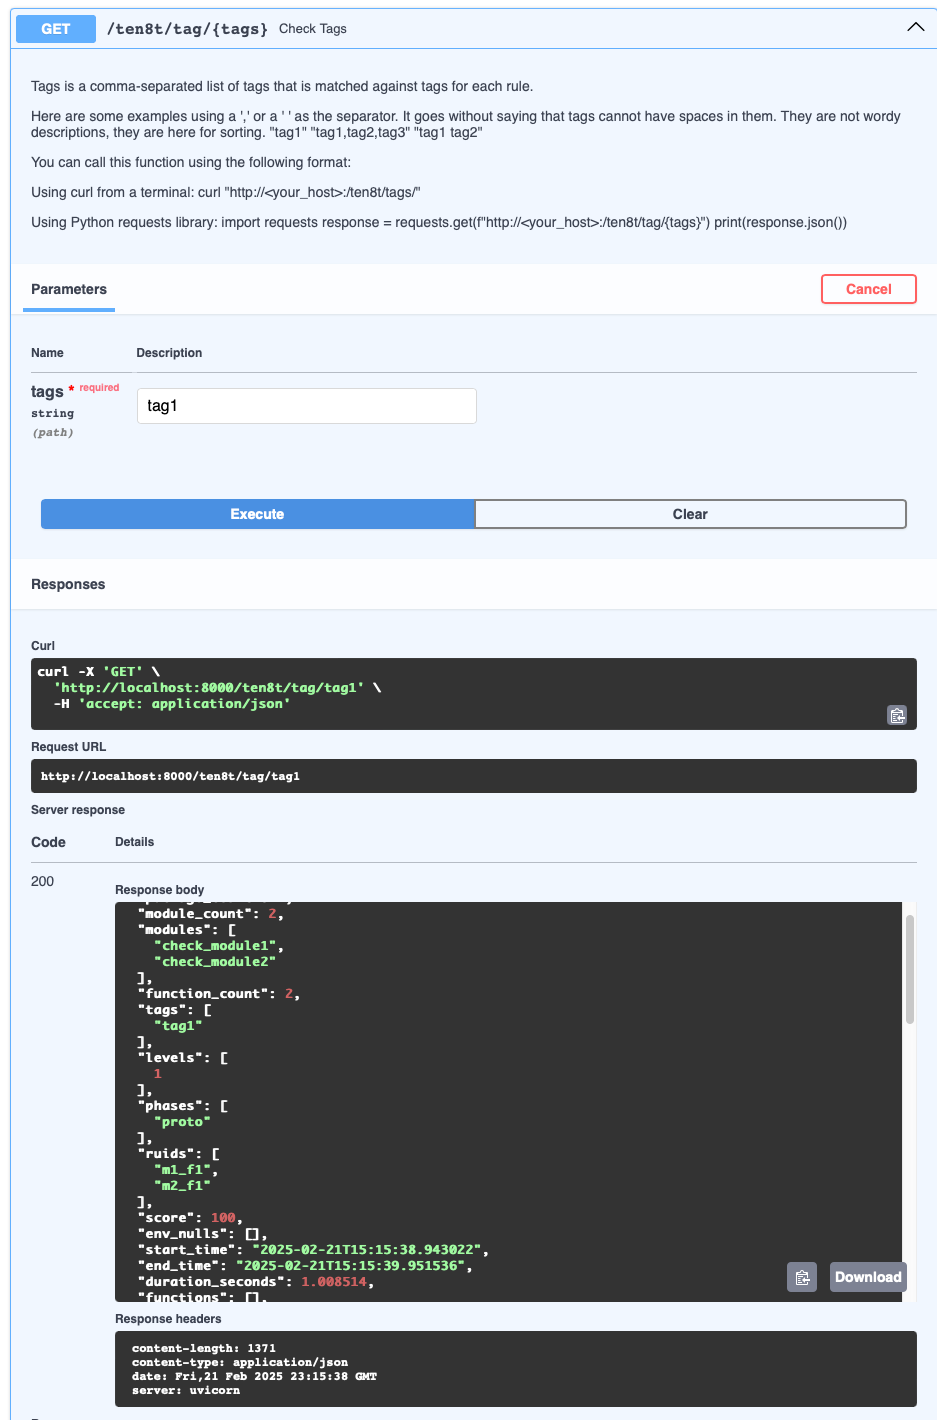 GET /ten8t/tag/{tags} Check Tags
Tags is a comma-separated list of tags that is matched against tags for each rule.
Here are some examples using a ',' or a ' ' as the separator. It goes without saying that tags cannot have spaces in them. They are not wordy
descriptions, they are here for sorting. "tag1" "tag1,tag2,tag3" "tag1 tag2"
You can call this function using the following format:
Using curl from a terminal: curl "http://<your_host>:/ten8t/tags/"
Using Python requests library: import requests response = requests.get(f"http://<your_host>:/ten8t/tag/{tags}") print(response.json())
Parameters
Cancel
Name Description
tags * required
string
(path)
tag1
Execute Clear
Responses
Curl
curl -X 'GET' \
'http://localhost:8000/ten8t/tag/tag1' \
-H 'accept: application/json'
Request URL
http://localhost:8000/ten8t/tag/tag1
Server response
Code Details
200
Response body
"module_count": 2,
"modules": [
"check_module1",
"check_module2"
],
"function_count": 2,
"tags": [
"tag1"
],
"levels": [
1
],
"phases": [
"proto"
],
"ruids": [
"m1_f1",
"m2_f1"
],
"score": 100,
"env_nulls": [],
"start_time": "2025-02-21T15:15:38.943022",
"end_time": "2025-02-21T15:15:39.951536",
"duration_seconds": 1.008514,
"functions": [],
Download
Response headers
content-length: 1371
content-type: application/json
date: Fri,21 Feb 2025 23:15:38 GMT
server: uvicorn